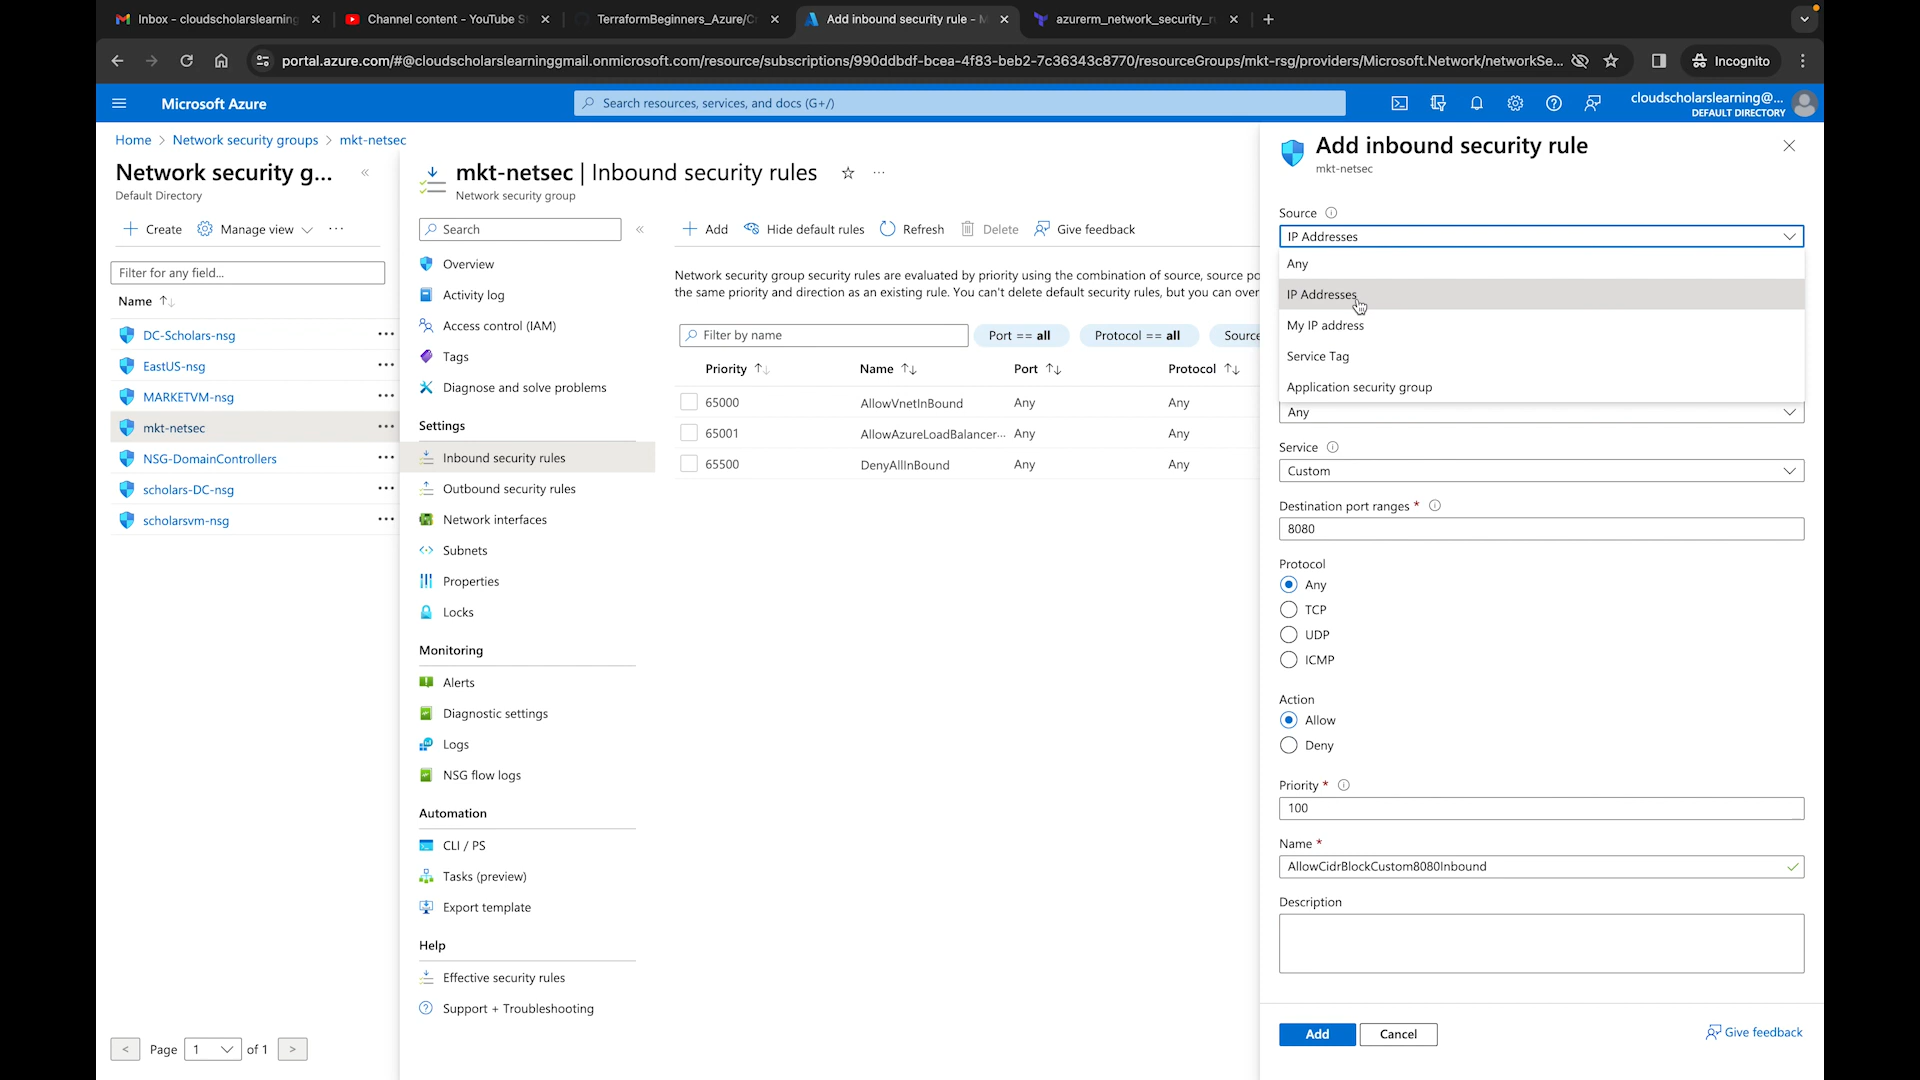 Inbox - cloudscholarslearning
Channel content - YouTube S
TerraformBeginners_Azure/C
Add inbound security rule - M
azurerm_network_security_r
portal.azure.com/#@cloudscholarslearninggmail.onmicrosoft.com/resource/subscriptions/990ddbdf-bcea-4f83-beb2-7c36343c8770/resourceGroups/mkt-rsg/providers/Microsoft.Network/networkSe...
Incognito
Microsoft Azure
Search resources, services, and docs (G+/)
cloudscholarslearning@...
DEFAULT DIRECTORY
Home > Network security groups > mkt-netsec
Network security g...
Default Directory
Create
Manage view
Filter for any field...
Name
DC-Scholars-nsg
EastUS-nsg
MARKETVM-nsg
mkt-netsec
NSG-DomainControllers
scholars-DC-nsg
scholarsvm-nsg
< Page 1 of 1 >
mkt-netsec | Inbound security rules
Network security group
Search
Overview
Activity log
Access control (IAM)
Tags
Diagnose and solve problems
Settings
Inbound security rules
Outbound security rules
Network interfaces
Subnets
Properties
Locks
Monitoring
Alerts
Diagnostic settings
Logs
NSG flow logs
Automation
CLI / PS
Tasks (preview)
Export template
Help
Effective security rules
Support + Troubleshooting
Add Hide default rules Refresh Delete Give feedback
Network security group security rules are evaluated by priority using the combination of source, source po
the same priority and direction as an existing rule. You can't delete default security rules, but you can over
Filter by name Port == all Protocol == all Source
Priority Name Port Protocol
65000 AllowVnetInBound Any Any
65001 AllowAzureLoadBalancer... Any Any
65500 DenyAllInBound Any Any
Add inbound security rule
mkt-netsec
Source
IP Addresses
Any
IP Addresses
My IP address
Service Tag
Application security group
Any
Service
Custom
Destination port ranges *
8080
Protocol
Any
TCP
UDP
ICMP
Action
Allow
Deny
Priority *
100
Name *
AllowCidrBlockCustom8080Inbound
Description
Add Cancel Give feedback